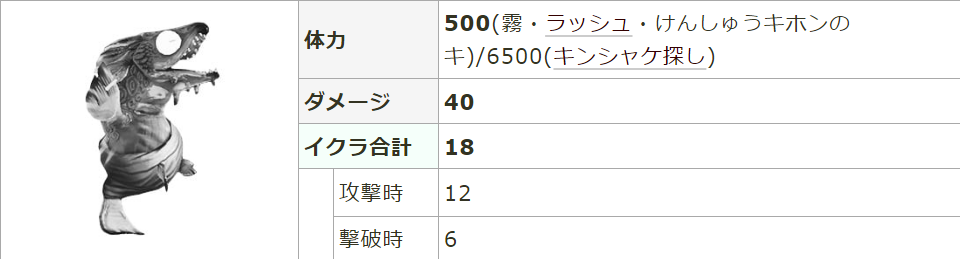 体力
500(霧・ラッシュ・けんしゅうキホンの
キ)/6500(キンシャケ探し)
ダメージ 40
イクラ合計 18
攻撃時 12
撃破時 6